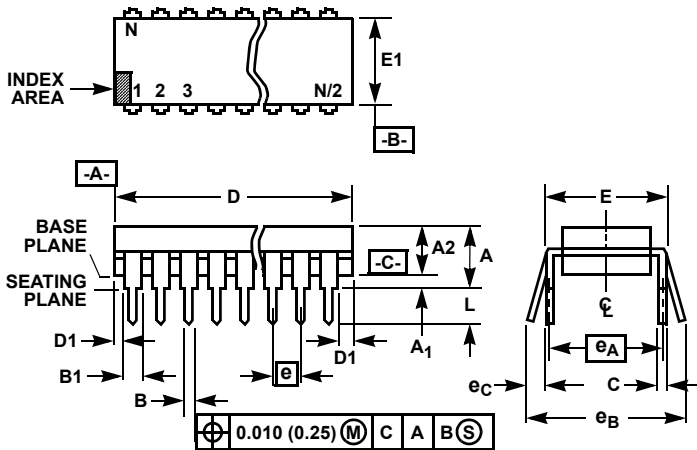 N
E1
INDEX
AREA
1 2 3 N/2
-B-
-A-
D
E
BASE
PLANE
A2
A
-C-
SEATING
PLANE
L
C̲L
D1
A1
D1
eA
B1
e
eC
C
B
eB
0.010 (0.25) M C A B S